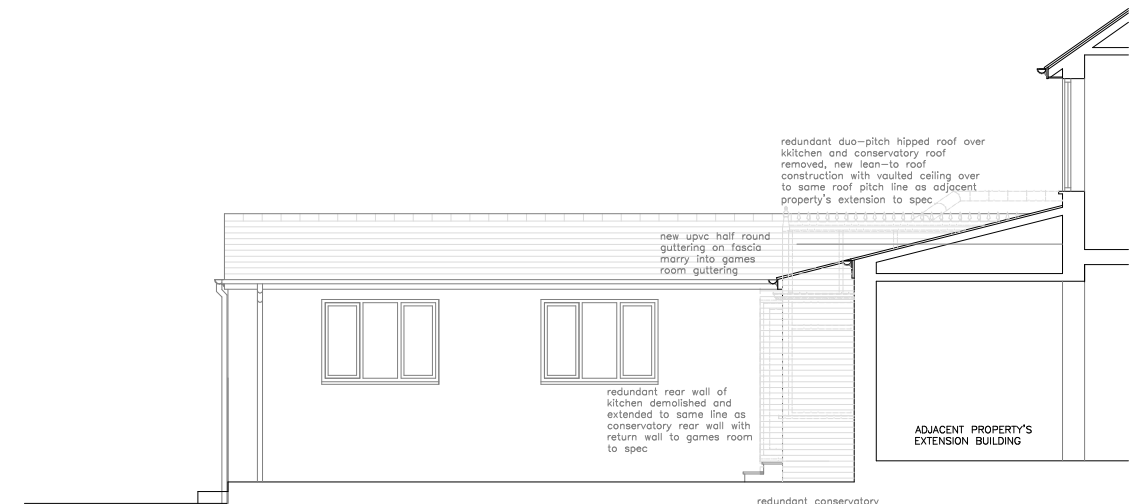 redundant duo-pitch hipped roof over
kkitchen and conservatory roof
removed, new lean-to roof
construction with vaulted ceiling over
to same roof pitch line as adjacent
property's extension to spec
new upvc half round
guttering on fascia
marry into games
room guttering
redundant rear wall of
kitchen demolished and
extended to same line as
conservatory rear wall with
return wall to games room
to spec
ADJACENT PROPERTY'S
EXTENSION BUILDING
redundant conservatory